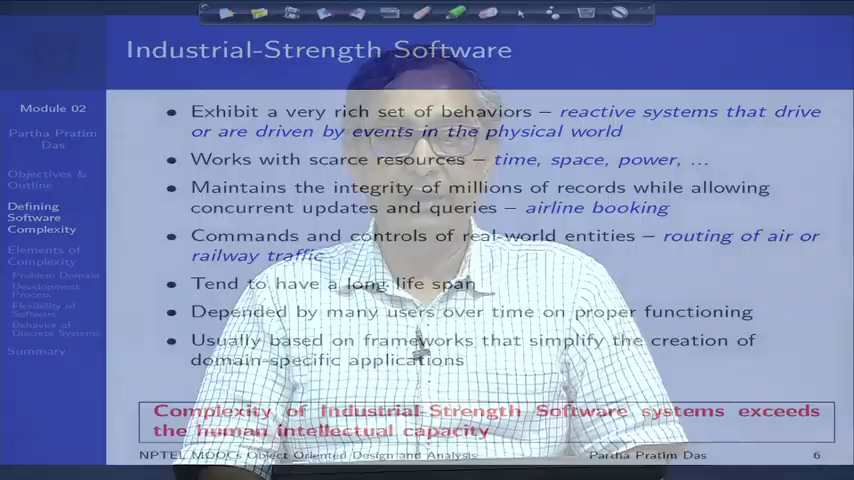 Industrial-Strength Software
Module 02
Partha Pratim
Das
Objectives &
Outline
Defining
Software
Complexity
Elements of
Complexity
Problem Domain
Development
Process
Flexibility of
Software
Behavior of
Discrete Systems
Summary
• Exhibit a very rich set of behaviors – reactive systems that drive
or are driven by events in the physical world
• Works with scarce resources – time, space, power, ...
• Maintains the integrity of millions of records while allowing
concurrent updates and queries – airline booking
• Commands and controls of real-world entities – routing of air or
railway traffic
• Tend to have a long life span
• Depended by many users over time on proper functioning
• Usually based on frameworks that simplify the creation of
domain-specific applications
Complexity of Industrial-Strength Software systems exceeds
the human intellectual capacity
NPTEL MOOCs Object Oriented Design and Analysis
Partha Pratim Das
6